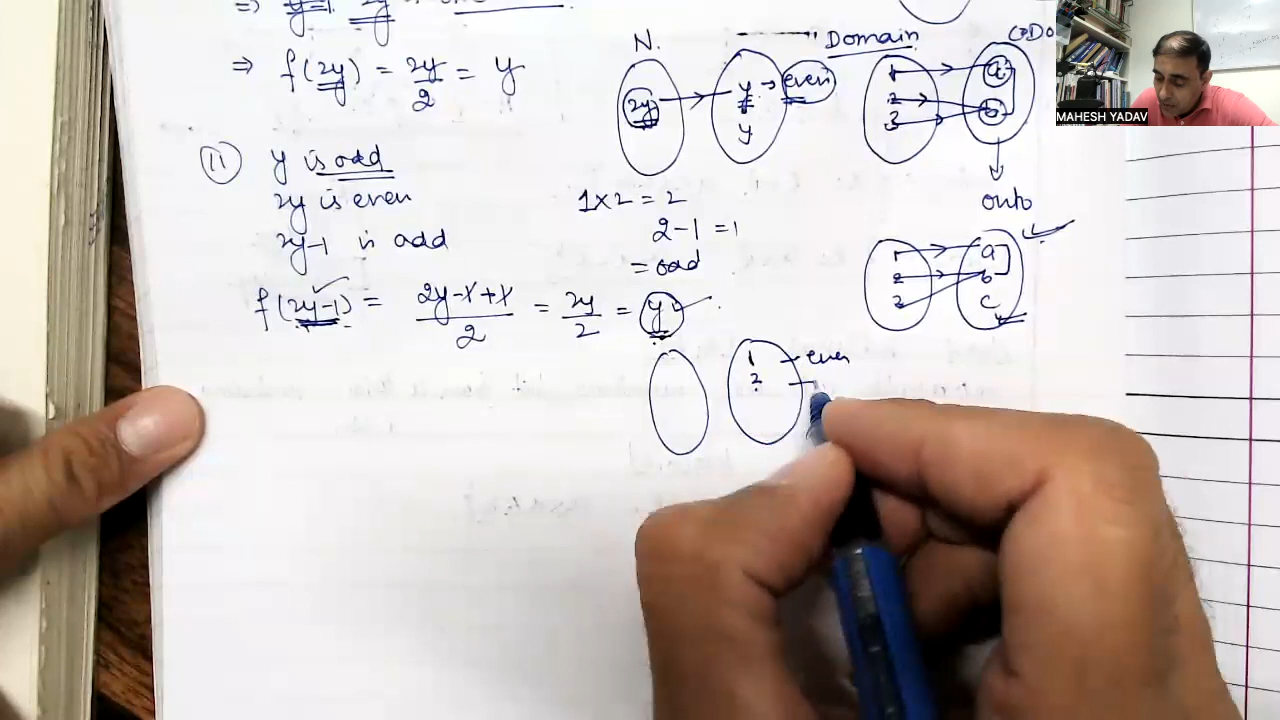 ⇒ f(2y) = 2y/2 = y
N.
2y
y → even
y
Domain
1
2
3
a
b
onto
(ii) y is odd
2y is even
2y-1 is odd
1x2 = 2
2-1 = 1
= odd
f(2y-1) = 2y-1+1/2 = 2y/2 = y
1
2
3
a
b
c
1 - even
2 -
MAHESH YADAV